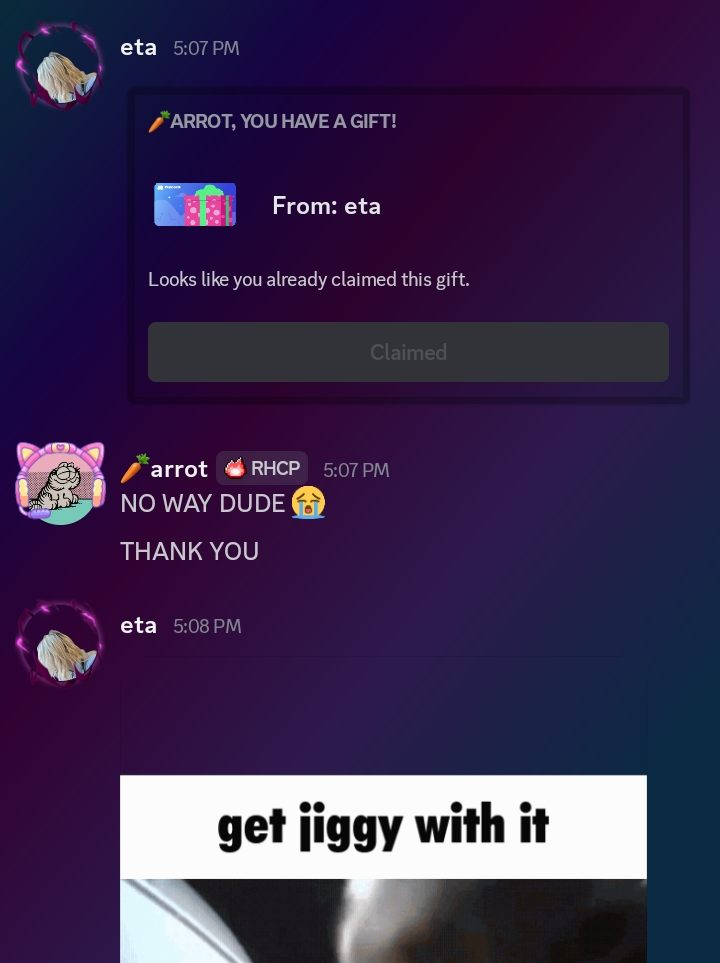 eta 5:07 PM
🥕ARROT, YOU HAVE A GIFT!
From: eta
Looks like you already claimed this gift.
Claimed
🥕arrot RHCP 5:07 PM
NO WAY DUDE 😭
THANK YOU
eta 5:08 PM
get jiggy with it